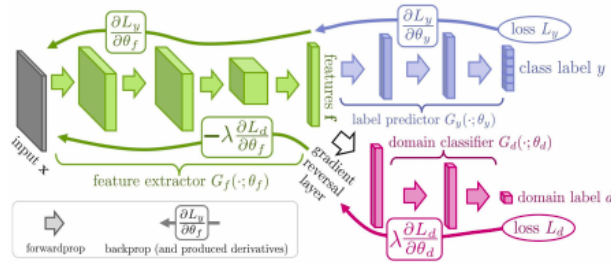 ∂L_y/∂θ_f
∂L_y/∂θ_y
loss L_y
features f
class label y
input x
-λ ∂L_d/∂θ_f
label predictor G_y(·;θ_y)
domain classifier G_d(·;θ_d)
gradient reversal layer
feature extractor G_f(·;θ_f)
domain label d
∂L_y/∂θ_f
forwardprop
backprop (and produced derivatives)
λ ∂L_d/∂θ_d
loss L_d